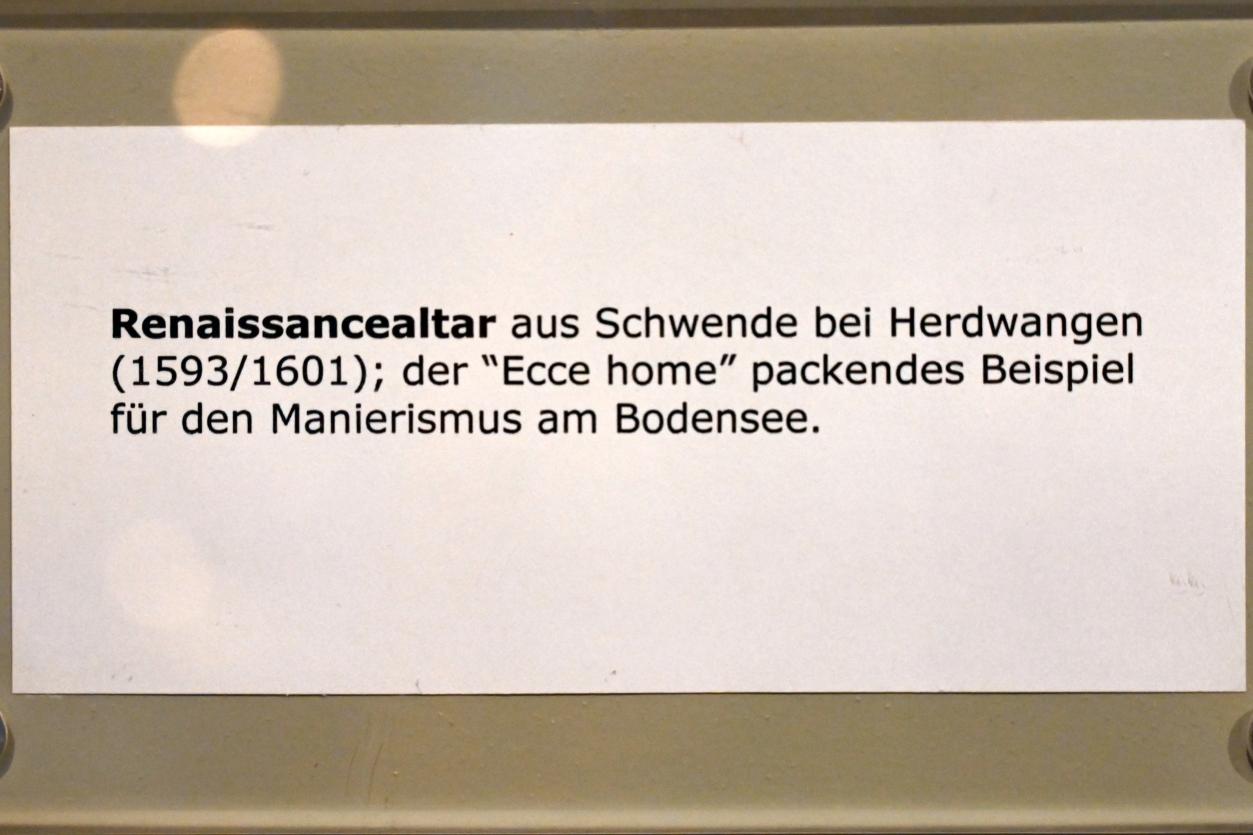 Renaissancealtar aus Schwende bei Herdwangen
(1593/1601); der “Ecce home” packendes Beispiel
für den Manierismus am Bodensee.